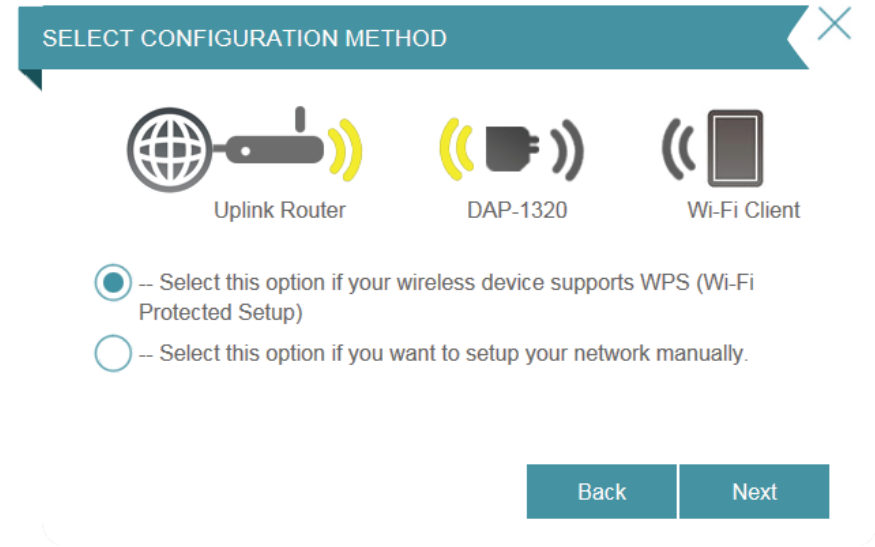 SELECT CONFIGURATION METHOD
Uplink Router
DAP-1320
Wi-Fi Client
-- Select this option if your wireless device supports WPS (Wi-Fi
Protected Setup)
-- Select this option if you want to setup your network manually.
Back
Next